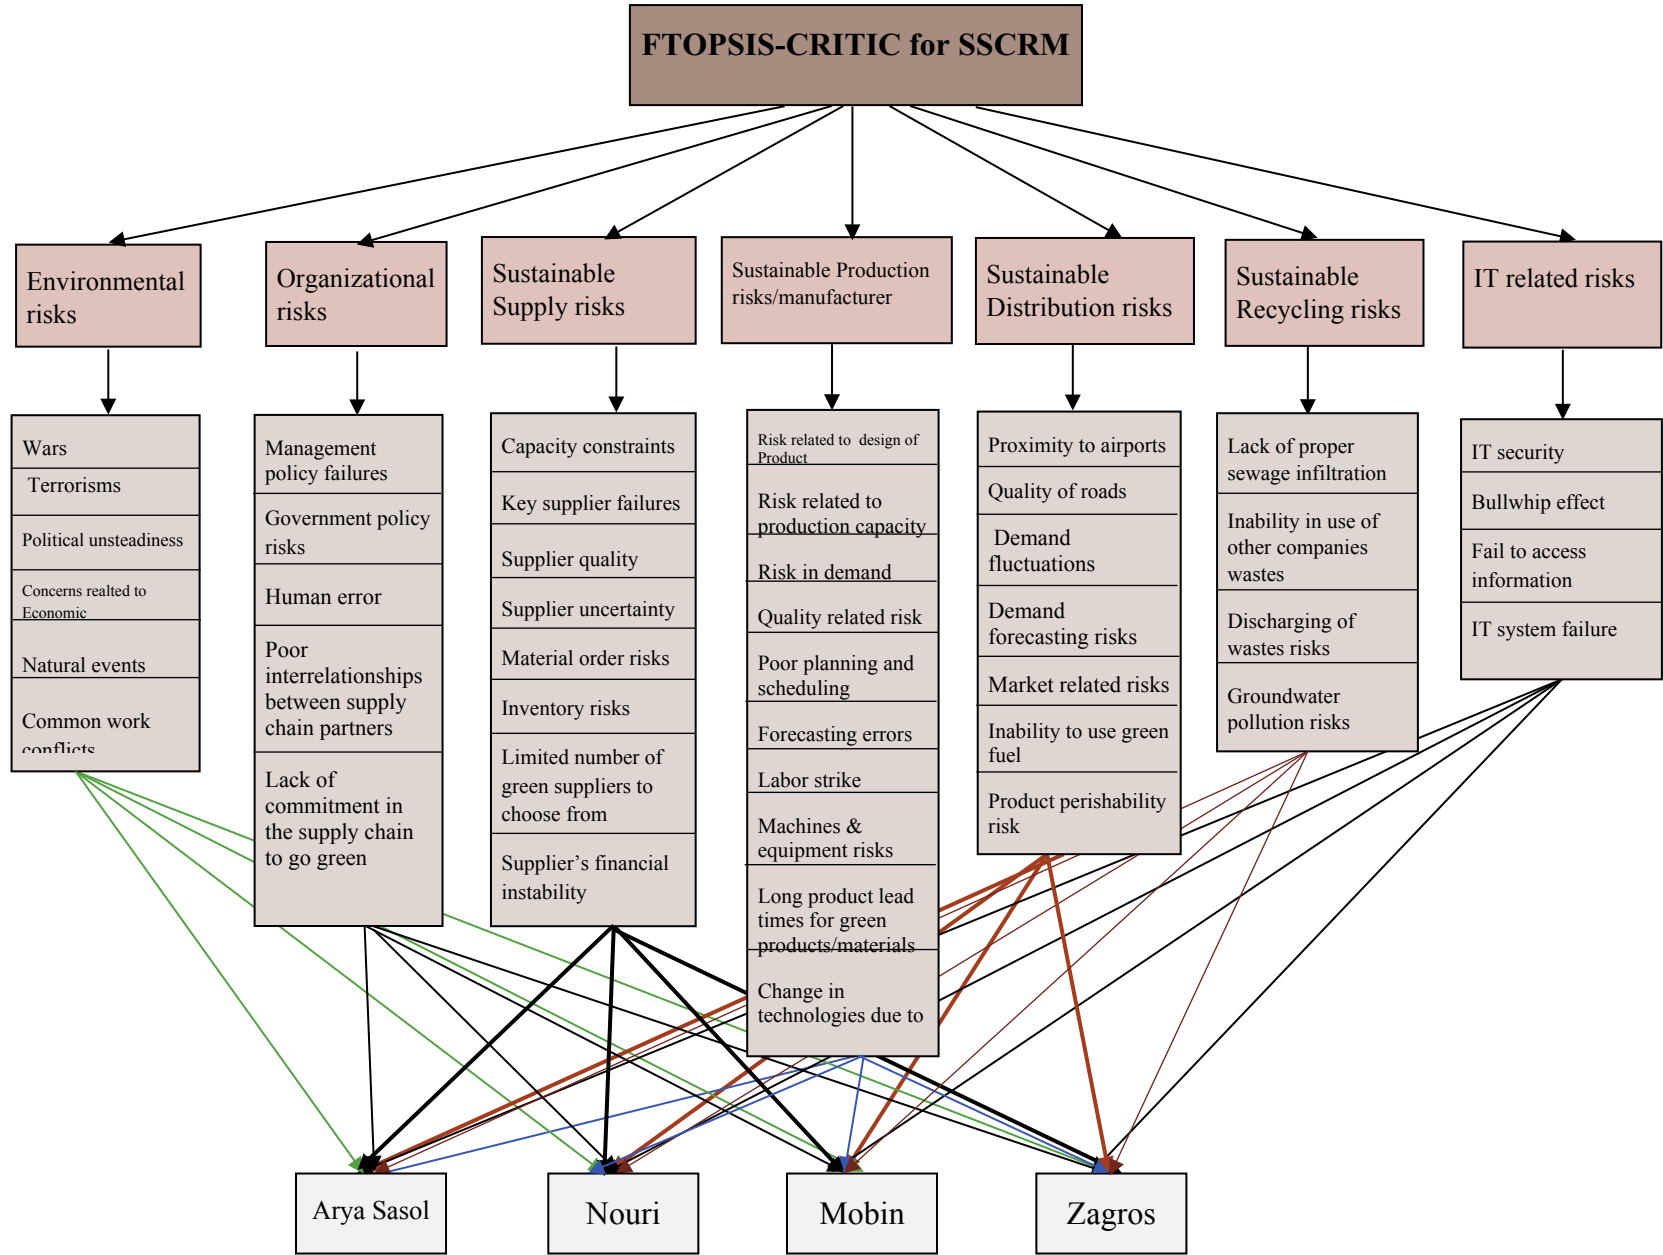 FTOPSIS-CRITIC for SSCRM
Environmental
risks
Organizational
risks
Sustainable
Supply risks
Sustainable Production
risks/manufacturer
Sustainable
Distribution risks
Sustainable
Recycling risks
IT related risks
Wars
Terrorisms
Political unsteadiness
Concerns realted to
Economic
Natural events
Common work
conflicts
Management
policy failures
Government policy
risks
Human error
Poor
interrelationships
between supply
chain partners
Lack of
commitment in
the supply chain
to go green
Capacity constraints
Key supplier failures
Supplier quality
Supplier uncertainty
Material order risks
Inventory risks
Limited number of
green suppliers to
choose from
Supplier’s financial
instability
Risk related to design of
Product
Risk related to
production capacity
Risk in demand
Quality related risk
Poor planning and
scheduling
Forecasting errors
Labor strike
Machines &
equipment risks
Long product lead
times for green
products/materials
Change in
technologies due to
Proximity to airports
Quality of roads
Demand
fluctuations
Demand
forecasting risks
Market related risks
Inability to use green
fuel
Product perishability
risk
Lack of proper
sewage infiltration
Inability in use of
other companies
wastes
Discharging of
wastes risks
Groundwater
pollution risks
IT security
Bullwhip effect
Fail to access
information
IT system failure
Arya Sasol
Nouri
Mobin
Zagros